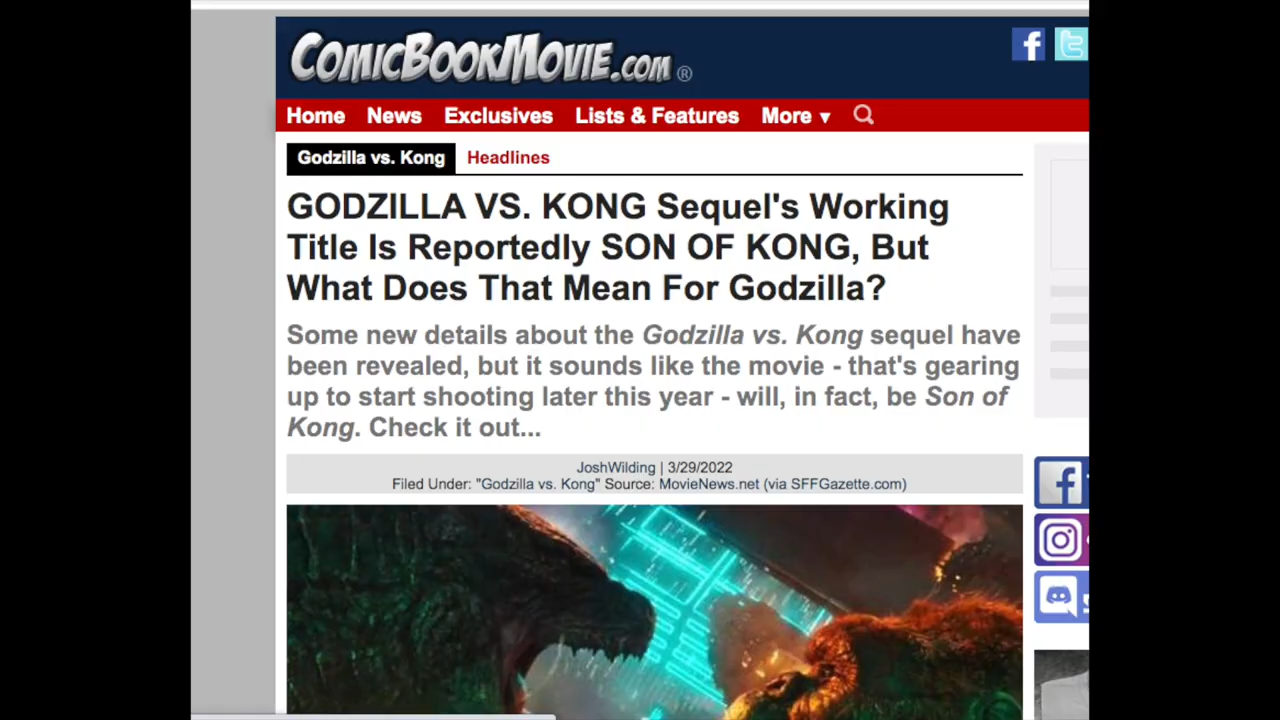 COMICBOOKMOVIE.COM®
Home News Exclusives Lists & Features More ▼
Godzilla vs. Kong Headlines
GODZILLA VS. KONG Sequel's Working
Title Is Reportedly SON OF KONG, But
What Does That Mean For Godzilla?
Some new details about the Godzilla vs. Kong sequel have
been revealed, but it sounds like the movie - that's gearing
up to start shooting later this year - will, in fact, be Son of
Kong. Check it out...
JoshWilding | 3/29/2022
Filed Under: "Godzilla vs. Kong" Source: MovieNews.net (via SFFGazette.com)